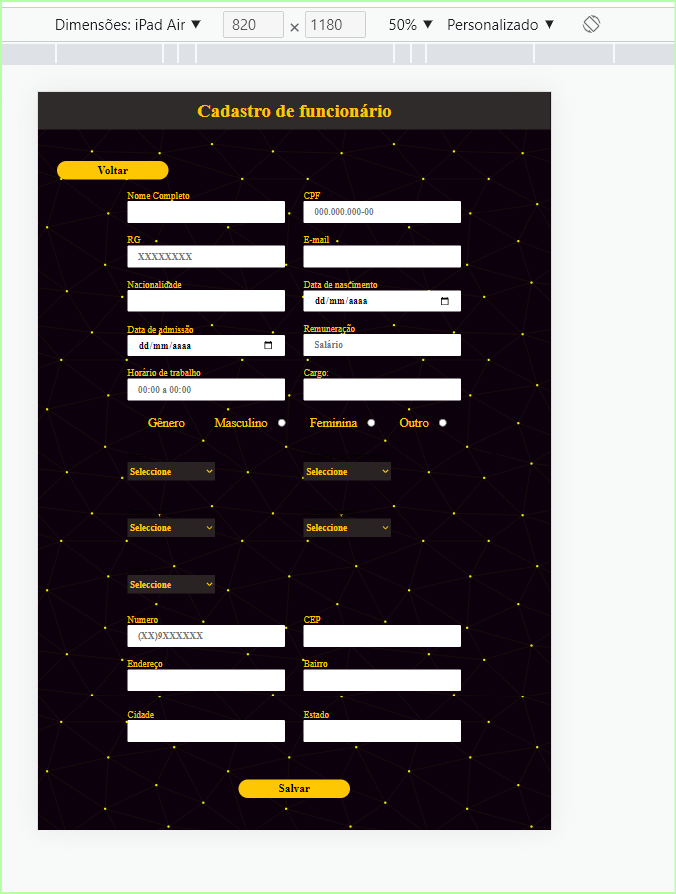 Dimensões: iPad Air ▼ 820 × 1180 50% ▼ Personalizado ▼
Cadastro de funcionário
Voltar
Nome Completo CPF
000.000.000-00
RG E-mail
XXXXXXXX
Nacionalidade Data de nascimento
dd/mm/aaaa
Data de admissão Remuneração
dd/mm/aaaa Salário
Horário de trabalho Cargo:
00:00 a 00:00
Gênero Masculino Feminina Outro
Seleccione Seleccione
Seleccione Seleccione
Seleccione
Numero CEP
(XX)9XXXXXX
Endereço Bairro
Cidade Estado
Salvar